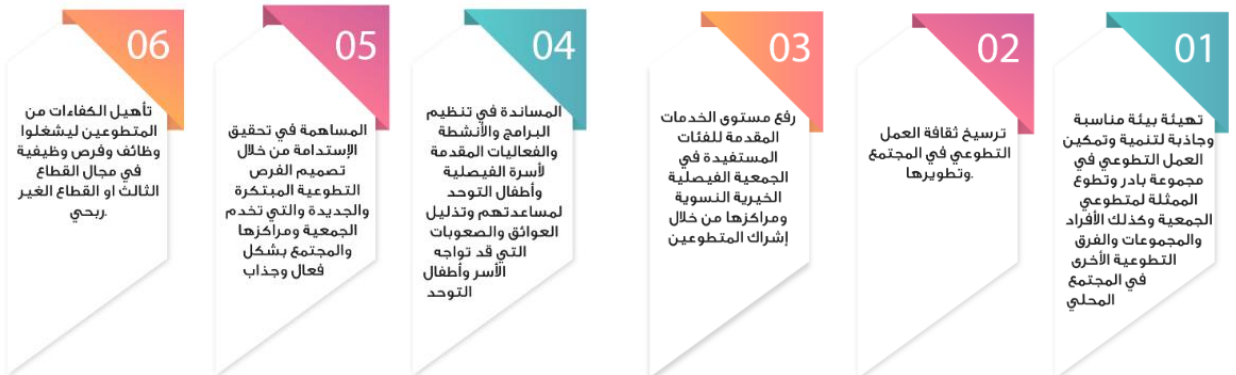 01
تهيئة بيئة مناسبة
وجاذبة لتنمية وتمكين
العمل التطوعي في
مجموعة بادر وتطوع
الممثلة لمتطوعي
الجمعية وكذلك الأفراد
والمجموعات والفرق
التطوعية الأخرى
في المجتمع
المحلي
02
ترسيخ ثقافة العمل
التطوعي في المجتمع
وتطويرها.
03
رفع مستوى الخدمات
المقدمة للفئات
المستفيدة في
الجمعية الفيصلية
الخيرية النسوية
ومراكزها من خلال
إشراك المتطوعين
04
المساندة في تنظيم
البرامج والأنشطة
والفعاليات المقدمة
لأسرة الفيصلية
وأطفال التوحد
لمساعدتهم وتذليل
العوائق والصعوبات
التي قد تواجه
الأسر وأطفال
التوحد
05
المساهمة في تحقيق
الإستدامة من خلال
تصميم الفرص
التطوعية المبتكرة
والجديدة والتي تخدم
الجمعية ومراكزها
والمجتمع بشكل
فعال وجذاب
06
تأهيل الكفاءات من
المتطوعين ليشغلوا
وظائف وفرص وظيفية
في مجال القطاع
الثالث او القطاع الغير
ربحي.